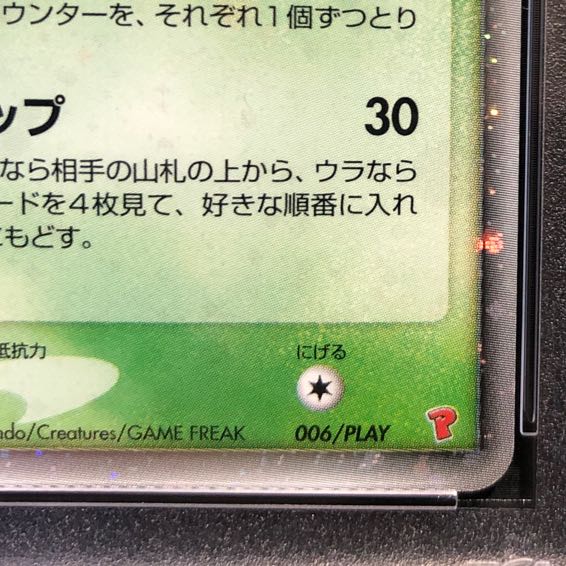 ウンターを、それぞれ1個ずつとり
ップ 30
なら相手の山札の上から、ウラなら
ードを4枚見て、好きな順番に入れ
にもどす。
抵抗力 にげる
ndo/Creatures/GAME FREAK 006/PLAY
P